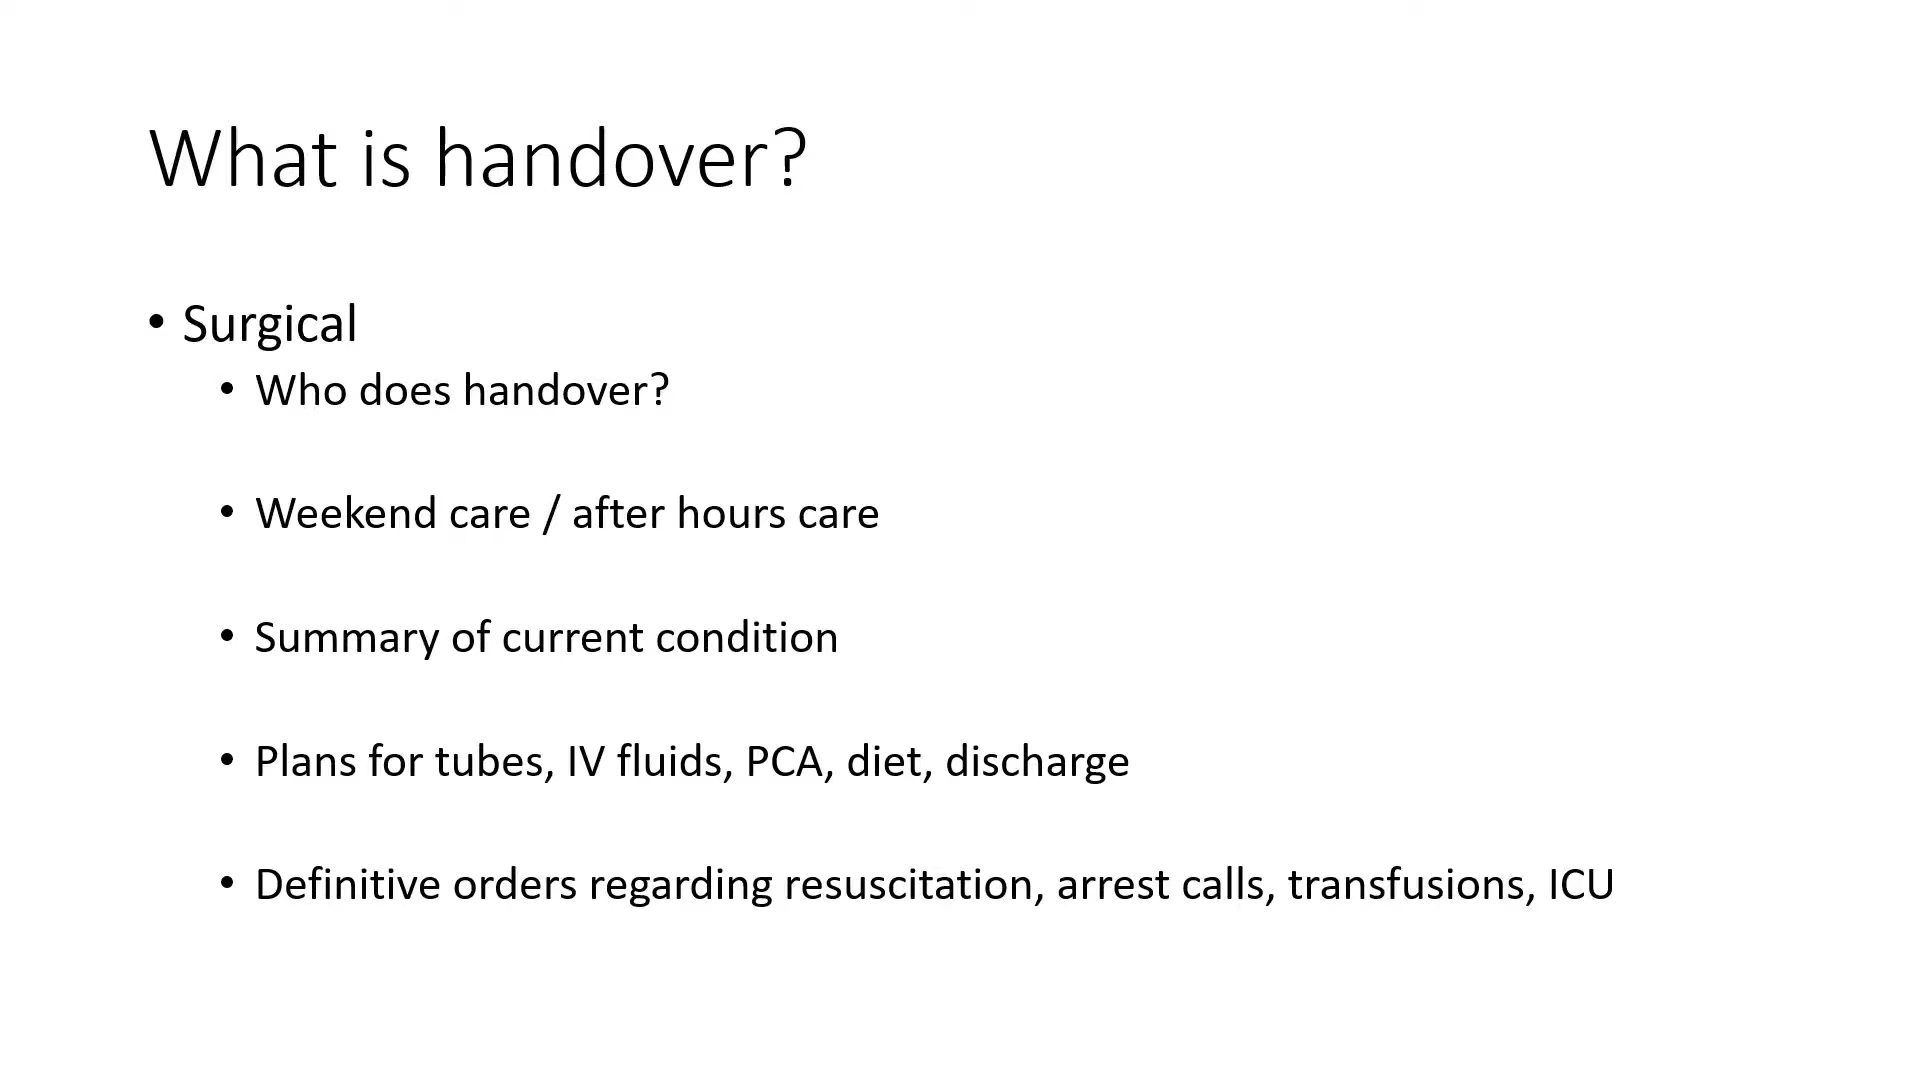 What is handover?
• Surgical
• Who does handover?
• Weekend care / after hours care
• Summary of current condition
• Plans for tubes, IV fluids, PCA, diet, discharge
• Definitive orders regarding resuscitation, arrest calls, transfusions, ICU